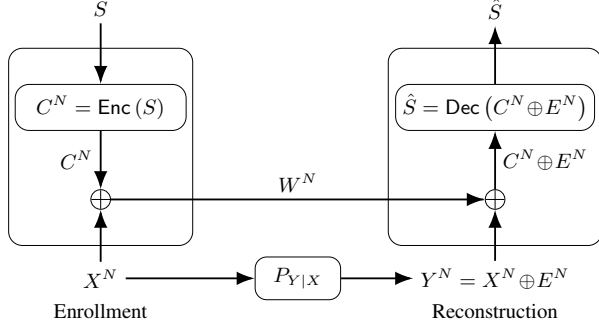 S Ŝ
C^N = Enc (S) Ŝ = Dec (C^N ⊕ E^N)
C^N C^N ⊕ E^N
W^N
X^N P_{Y|X} Y^N = X^N ⊕ E^N
Enrollment Reconstruction